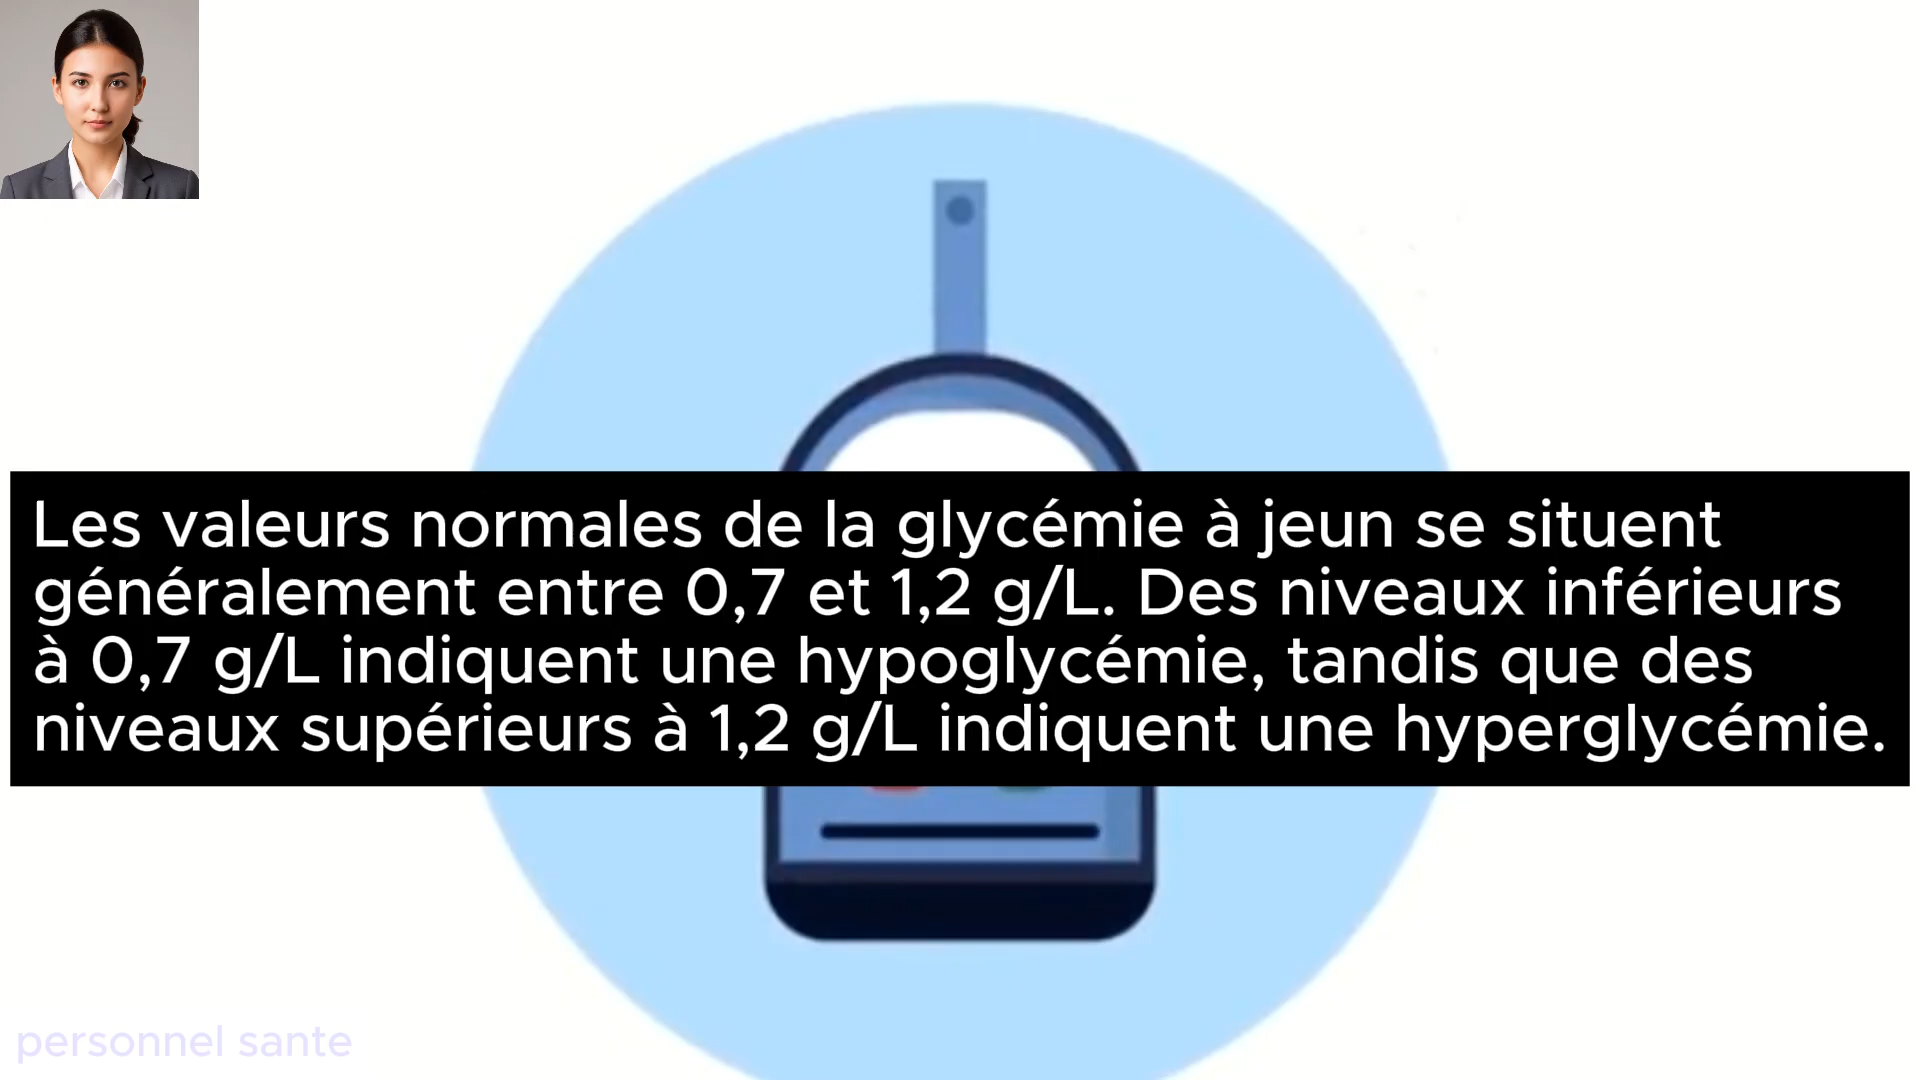 Les valeurs normales de la glycémie à jeun se situent
généralement entre 0,7 et 1,2 g/L. Des niveaux inférieurs
à 0,7 g/L indiquent une hypoglycémie, tandis que des
niveaux supérieurs à 1,2 g/L indiquent une hyperglycémie.
personnel sante